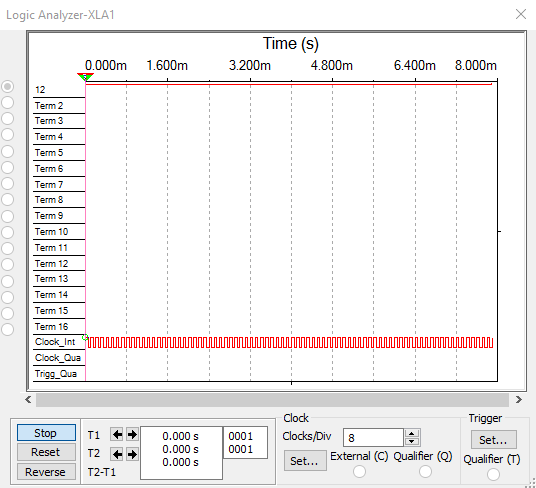 Logic Analyzer-XLA1
Time (s)
0.000m 1.600m 3.200m 4.800m 6.400m 8.000m
12
Term 2
Term 3
Term 4
Term 5
Term 6
Term 7
Term 8
Term 9
Term 10
Term 11
Term 12
Term 13
Term 14
Term 15
Term 16
Clock_Int
Clock_Qua
Trigg_Qua
Stop
Reset
Reverse
T1 0.000 s 0001
T2 0.000 s 0001
T2-T1 0.000 s
Clock
Clocks/Div 8
Set... External (C) Qualifier (Q)
Trigger
Set...
Qualifier (T)